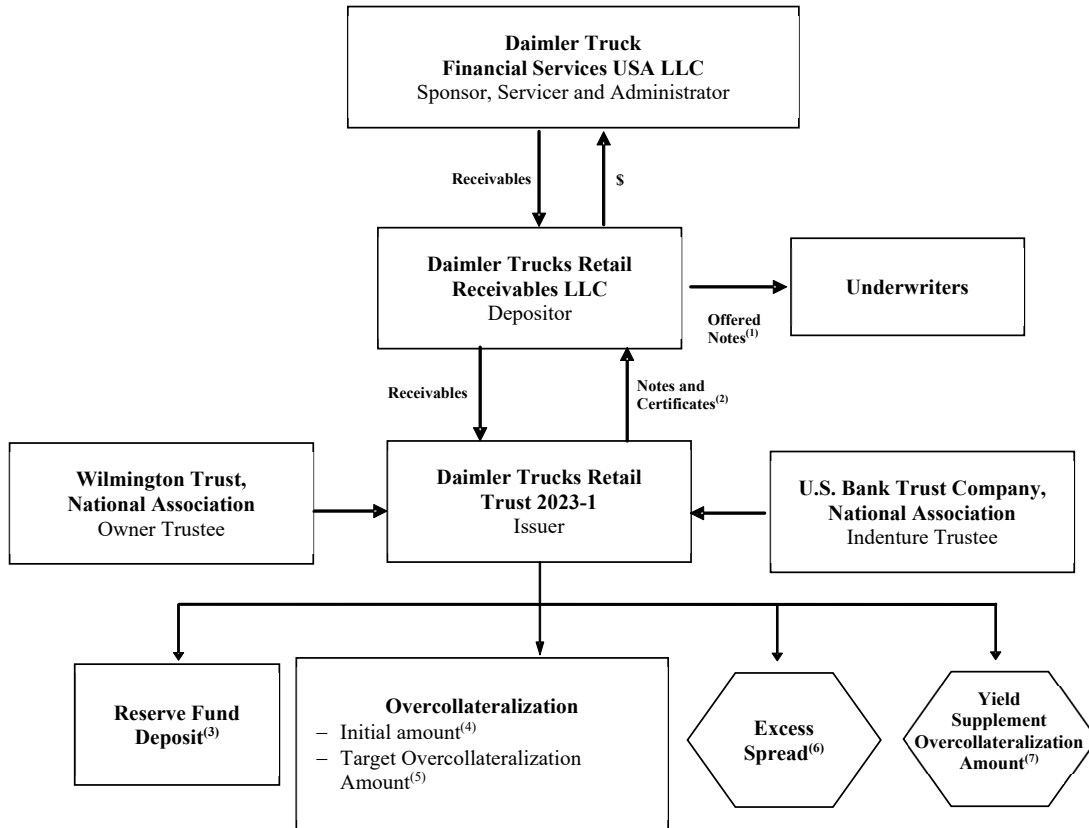 Daimler Truck
Financial Services USA LLC
Sponsor, Servicer and Administrator
Receivables
$
Daimler Trucks Retail
Receivables LLC
Depositor
Offered
Notes(1)
Underwriters
Receivables
Notes and
Certificates(2)
Wilmington Trust,
National Association
Owner Trustee
Daimler Trucks Retail
Trust 2023-1
Issuer
U.S. Bank Trust Company,
National Association
Indenture Trustee
Reserve Fund
Deposit(3)
Overcollateralization
– Initial amount(4)
– Target Overcollateralization
Amount(5)
Excess
Spread(6)
Yield
Supplement
Overcollateralization
Amount(7)